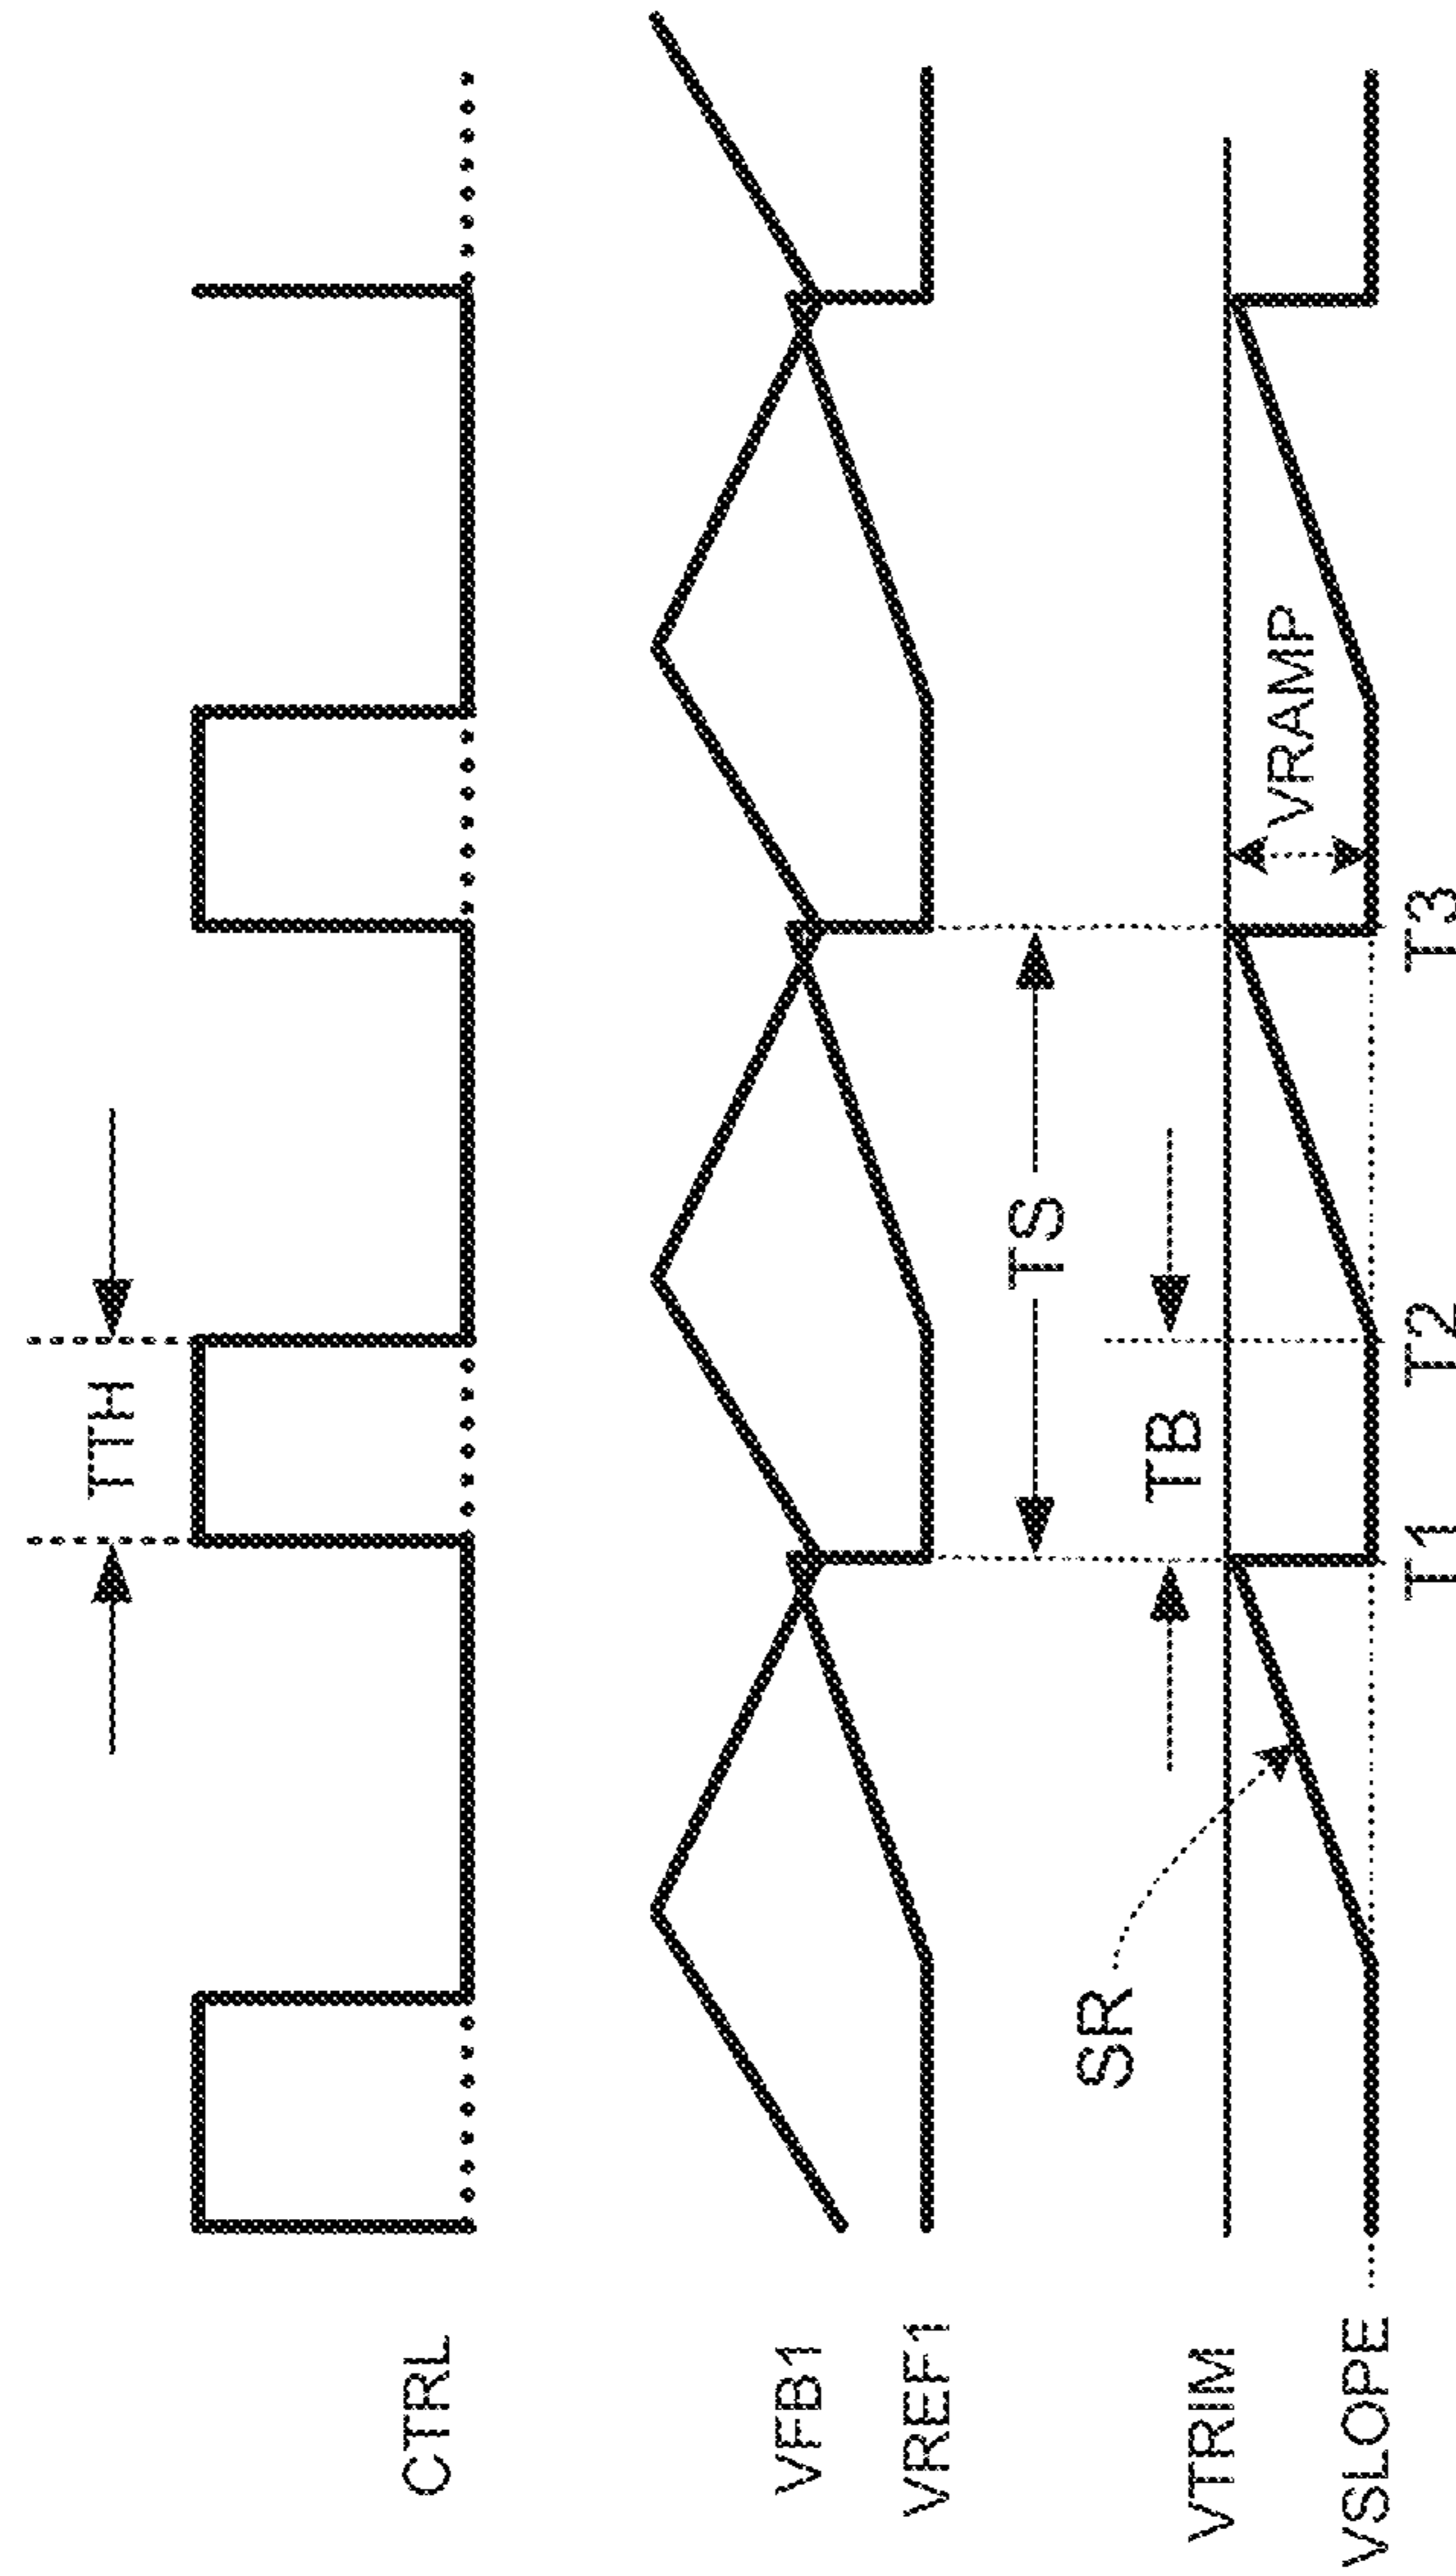 TTH
CTRL
VFB1
VREF1
TS
SR
TB
VRAMP
VTRIM
VSLOPE
T1
T2
T3